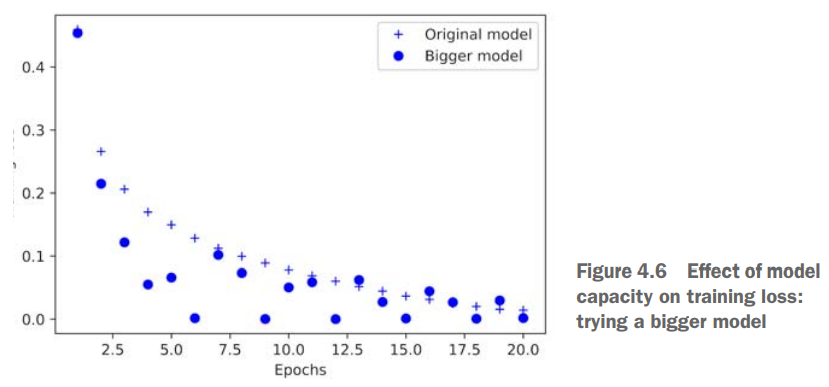 Original model
Bigger model
0.4
0.3
0.2
0.1
0.0
2.5 5.0 7.5 10.0 12.5 15.0 17.5 20.0
Epochs
Figure 4.6 Effect of model
capacity on training loss:
trying a bigger model